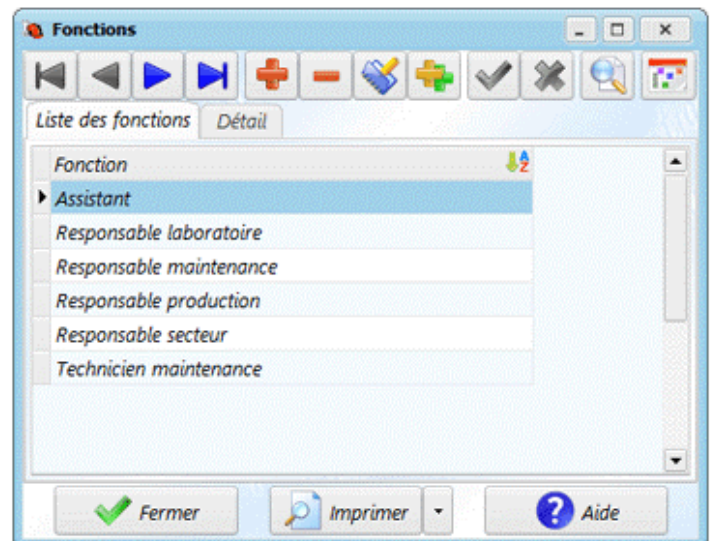 Fonctions
Liste des fonctions Détail
Fonction
Assistant
Responsable laboratoire
Responsable maintenance
Responsable production
Responsable secteur
Technicien maintenance
Fermer Imprimer Aide